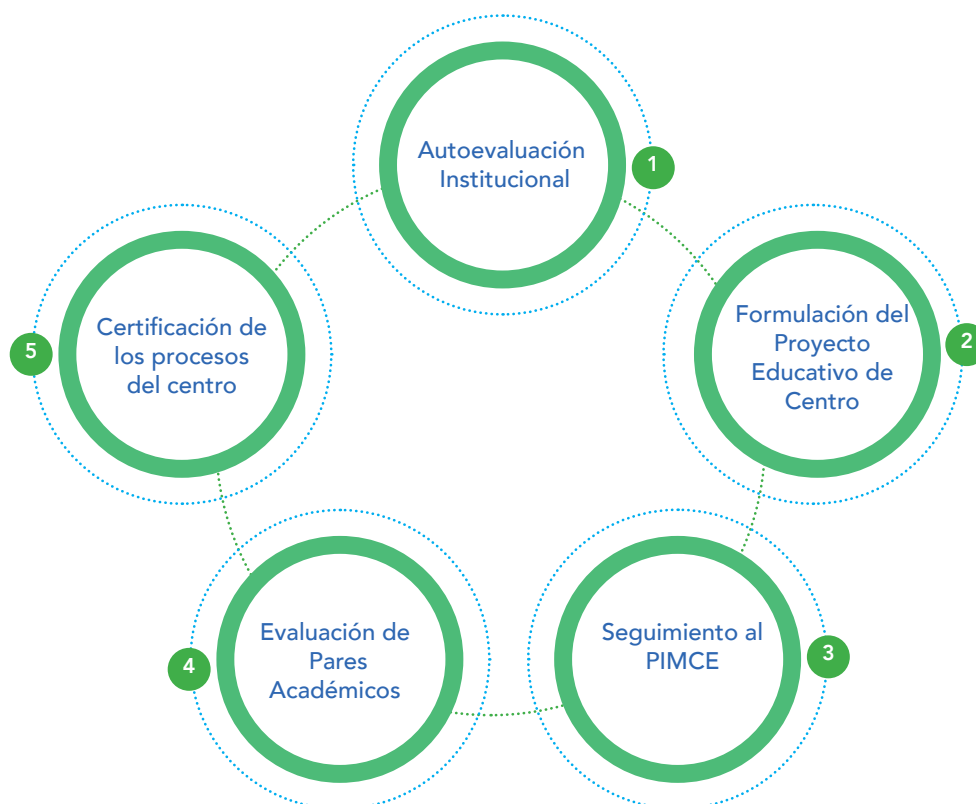 Autoevaluación
Institucional
1
Formulación del
Proyecto
Educativo de
Centro
2
Seguimiento al
PIMCE
3
Evaluación de
Pares
Académicos
4
Certificación de
los procesos
del centro
5